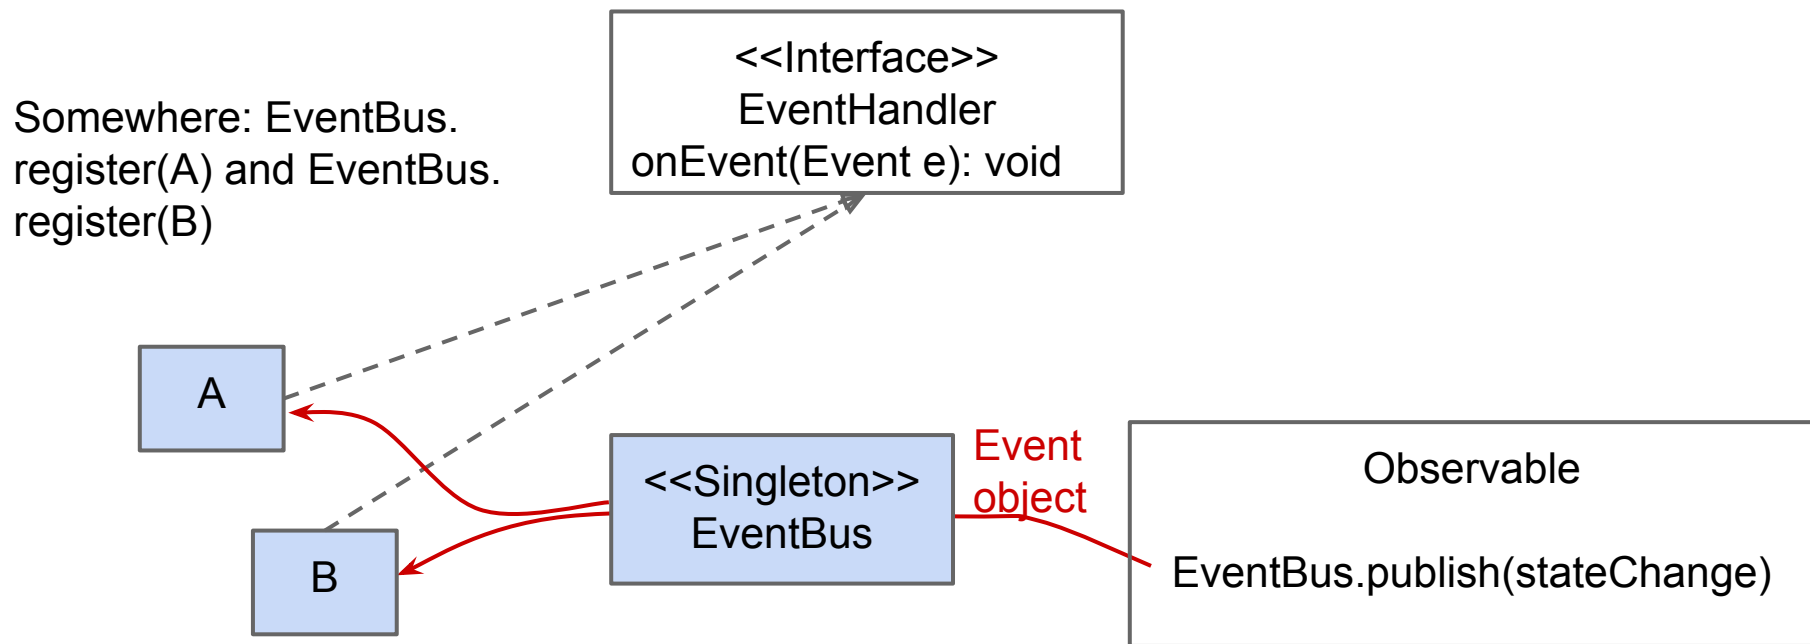 <<Interface>>
EventHandler
onEvent(Event e): void
Somewhere: EventBus.
register(A) and EventBus.
register(B)
A
B
<<Singleton>>
EventBus
Event
object
Observable
EventBus.publish(stateChange)